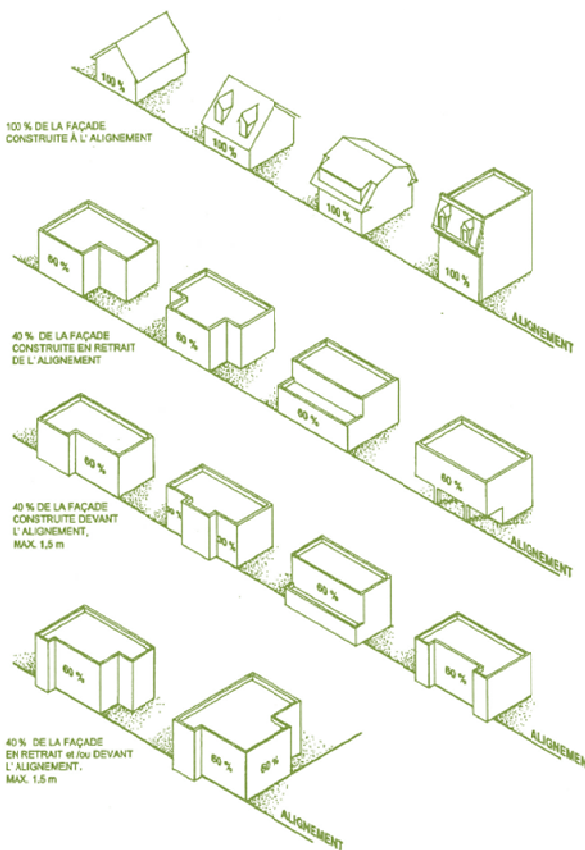 100 %
100 %
100 %
100 %
100 % DE LA FAÇADE
CONSTRUITE À L'ALIGNEMENT
ALIGNEMENT
60 %
60 %
60 %
60 %
40 % DE LA FAÇADE
CONSTRUITE EN RETRAIT
DE L'ALIGNEMENT
ALIGNEMENT
60 %
30 %
30 %
60 %
60 %
40 % DE LA FAÇADE
CONSTRUITE DEVANT
L'ALIGNEMENT,
MAX. 1,5 m
ALIGNEMENT
60 %
60 %
60 %
40 % DE LA FAÇADE
EN RETRAIT et /ou DEVANT
L'ALIGNEMENT.
MAX. 1,5 m
ALIGNEMENT